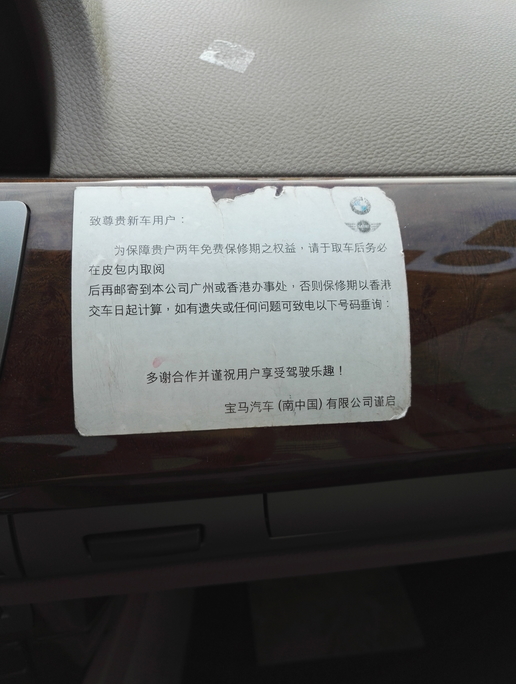 致尊贵新车用户：
为保障贵户两年免费保修期之权益，请于取车后务必
在皮包内取阅
后再邮寄到本公司广州或香港办事处，否则保修期以香港
交车日起计算，如有遗失或任何问题可致电以下号码垂询：
多谢合作并谨祝用户享受驾驶乐趣！
宝马汽车(南中国)有限公司谨启